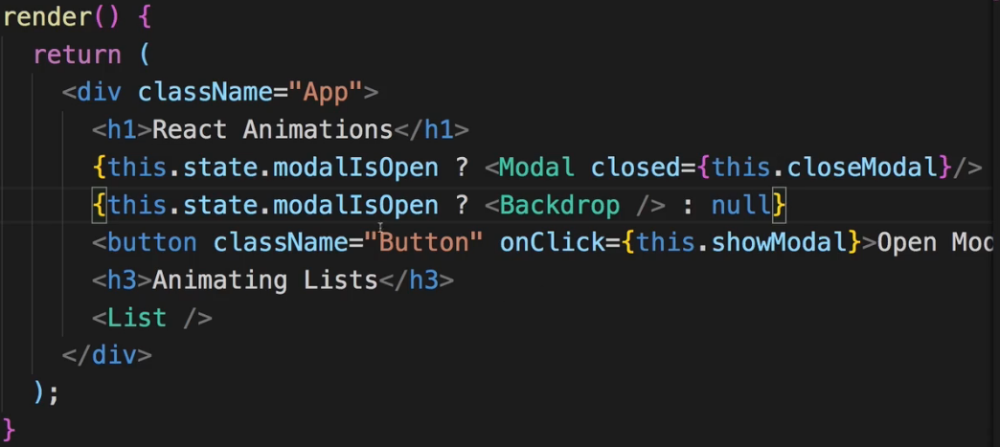 render() {
return (
<div className="App">
<h1>React Animations</h1>
{this.state.modalIsOpen ? <Modal closed={this.closeModal}/>
{this.state.modalIsOpen ? <Backdrop /> : null}
<button className="Button" onClick={this.showModal}>Open Mod
<h3>Animating Lists</h3>
<List />
</div>
);
}